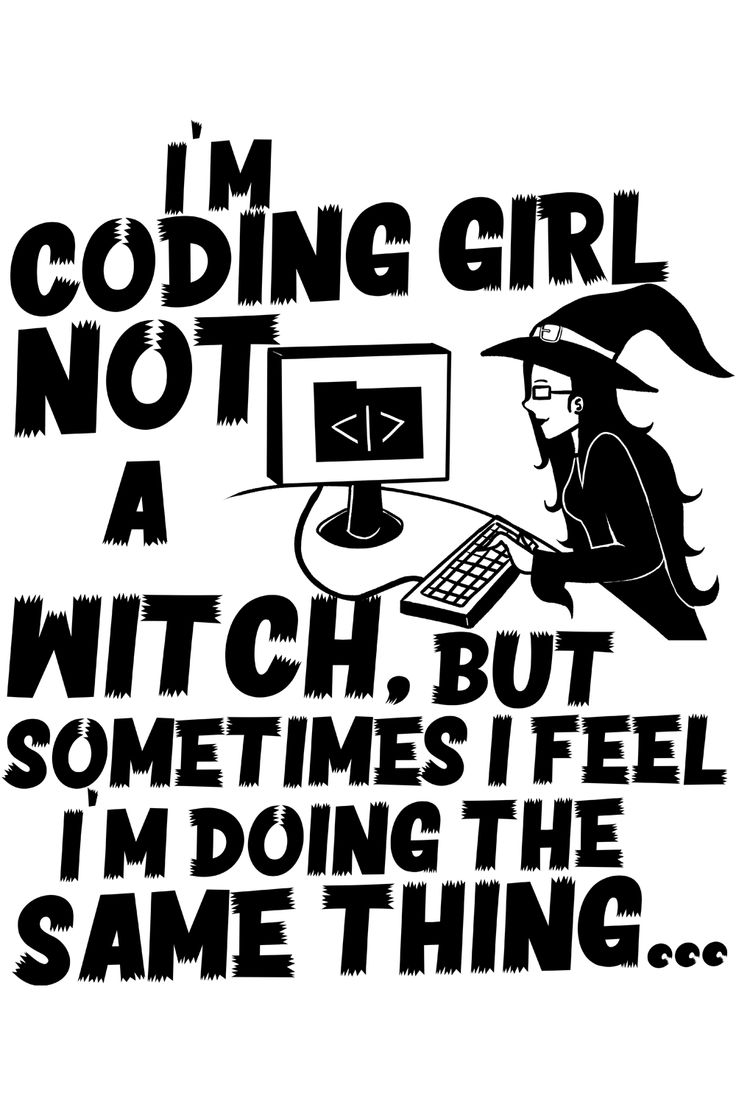 I'M
CODING GIRL
NOT
<|>
A
WITCH, BUT
SOMETIMES I FEEL
I'M DOING THE
SAME THING...